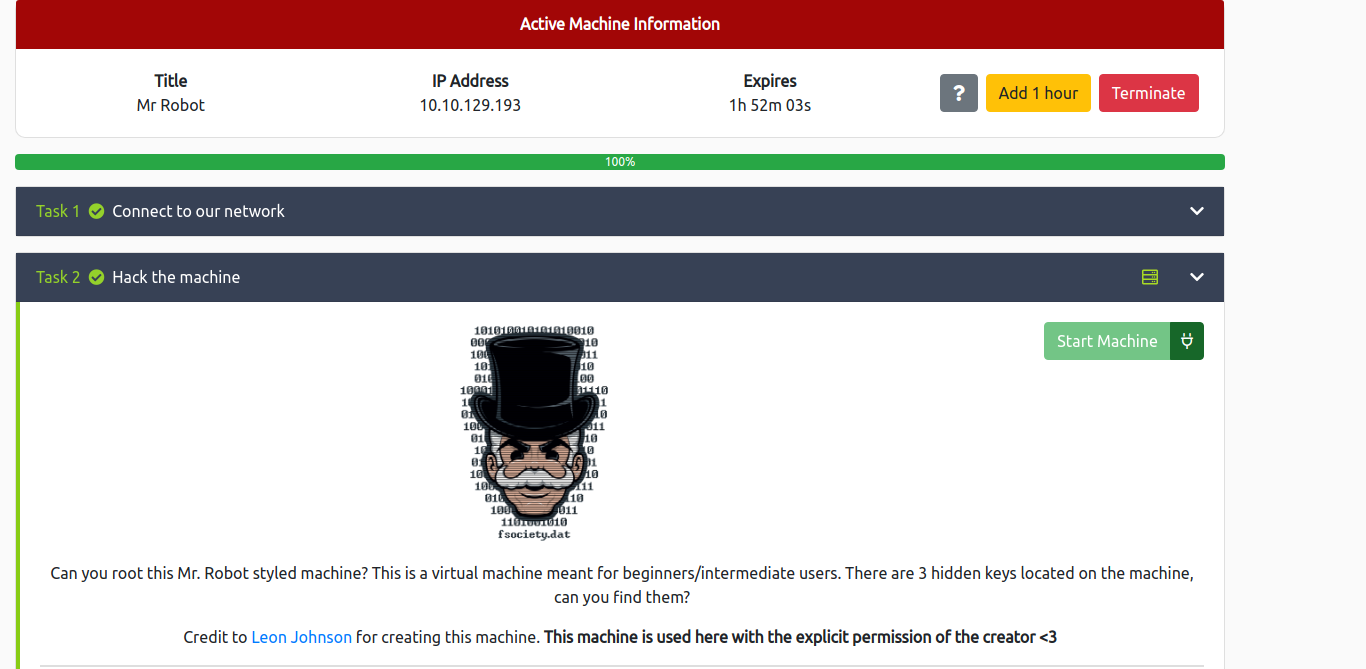 Active Machine Information
Title
Mr Robot
IP Address
10.10.129.193
Expires
1h 52m 03s
?
Add 1 hour
Terminate
100%
Task 1 Connect to our network
Task 2 Hack the machine
Start Machine
fsociety.dat
Can you root this Mr. Robot styled machine? This is a virtual machine meant for beginners/intermediate users. There are 3 hidden keys located on the machine,
can you find them?
Credit to Leon Johnson for creating this machine. This machine is used here with the explicit permission of the creator <3